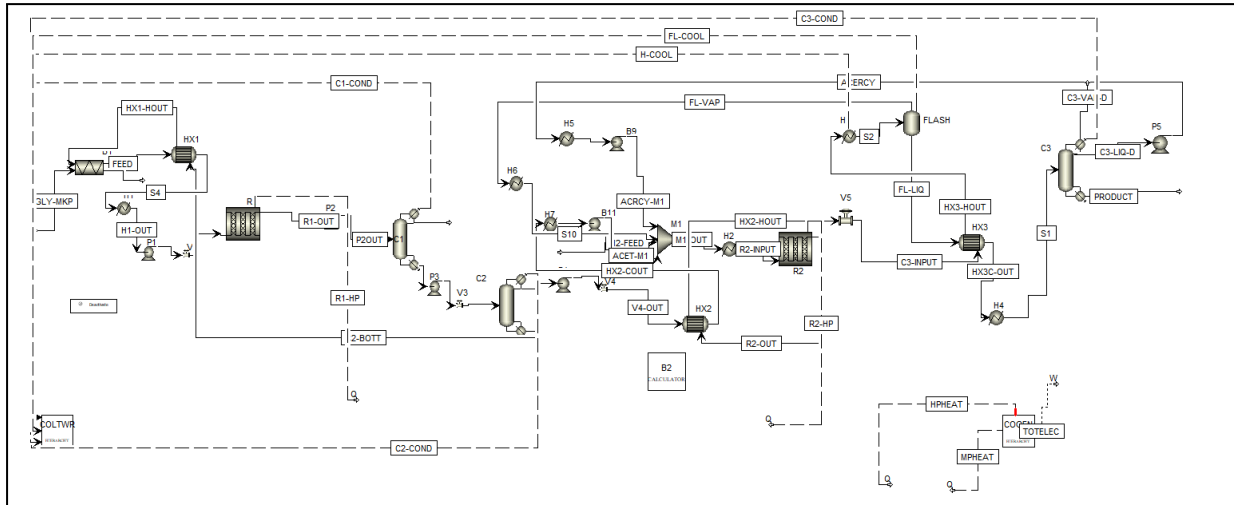 C3-COND
FL-COOL
H-COOL
C1-COND
HX1-HOUT
HX1
FEED
S4
GLY-MKP
H1-OUT
P1
R
R1-OUT
P2
P2OUT
C1
R1-HP
P3
V3
C2
2-BOTT
C2-COND
COLTWR
HIERARCHY
FL-VAP
H5
B9
H6
H7
B11
S10
ACRCY-M1
M1
I2-FEED
ACET-M1
HX2-COUT
V4
V4-OUT
HX2
HX2-HOUT
H2
R2-INPUT
R2
R2-OUT
R2-HP
B2
CALCULATOR
V5
H
S2
FLASH
FL-LIQ
HX3-HOUT
HX3
C3-INPUT
HX3C-OUT
H4
S1
C3
C3-LIQ-D
P5
PRODUCT
Q
Q
HPHEAT
MPHEAT
Q
Q
W
TOTELEC